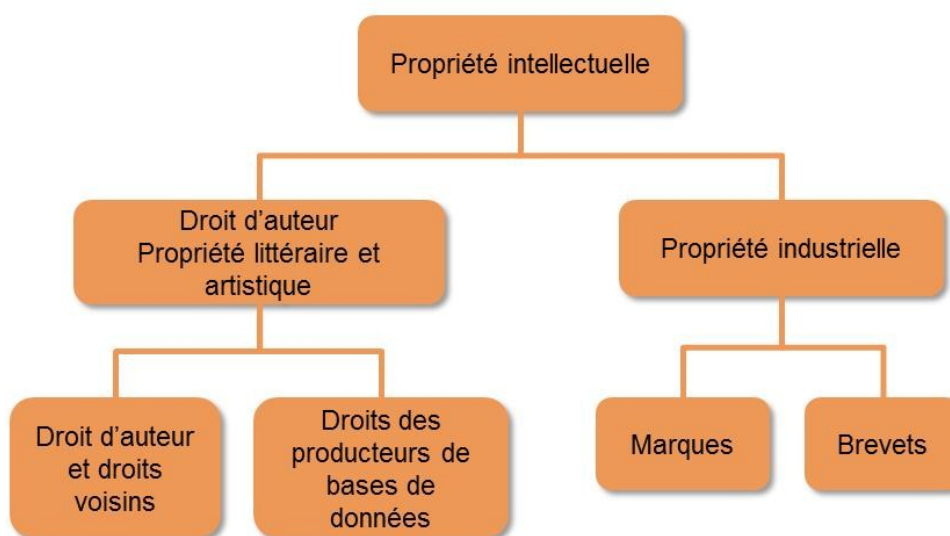 Propriété intellectuelle
Droit d’auteur
Propriété littéraire et
artistique
Propriété industrielle
Droit d’auteur
et droits
voisins
Droits des
producteurs de
bases de
données
Marques
Brevets